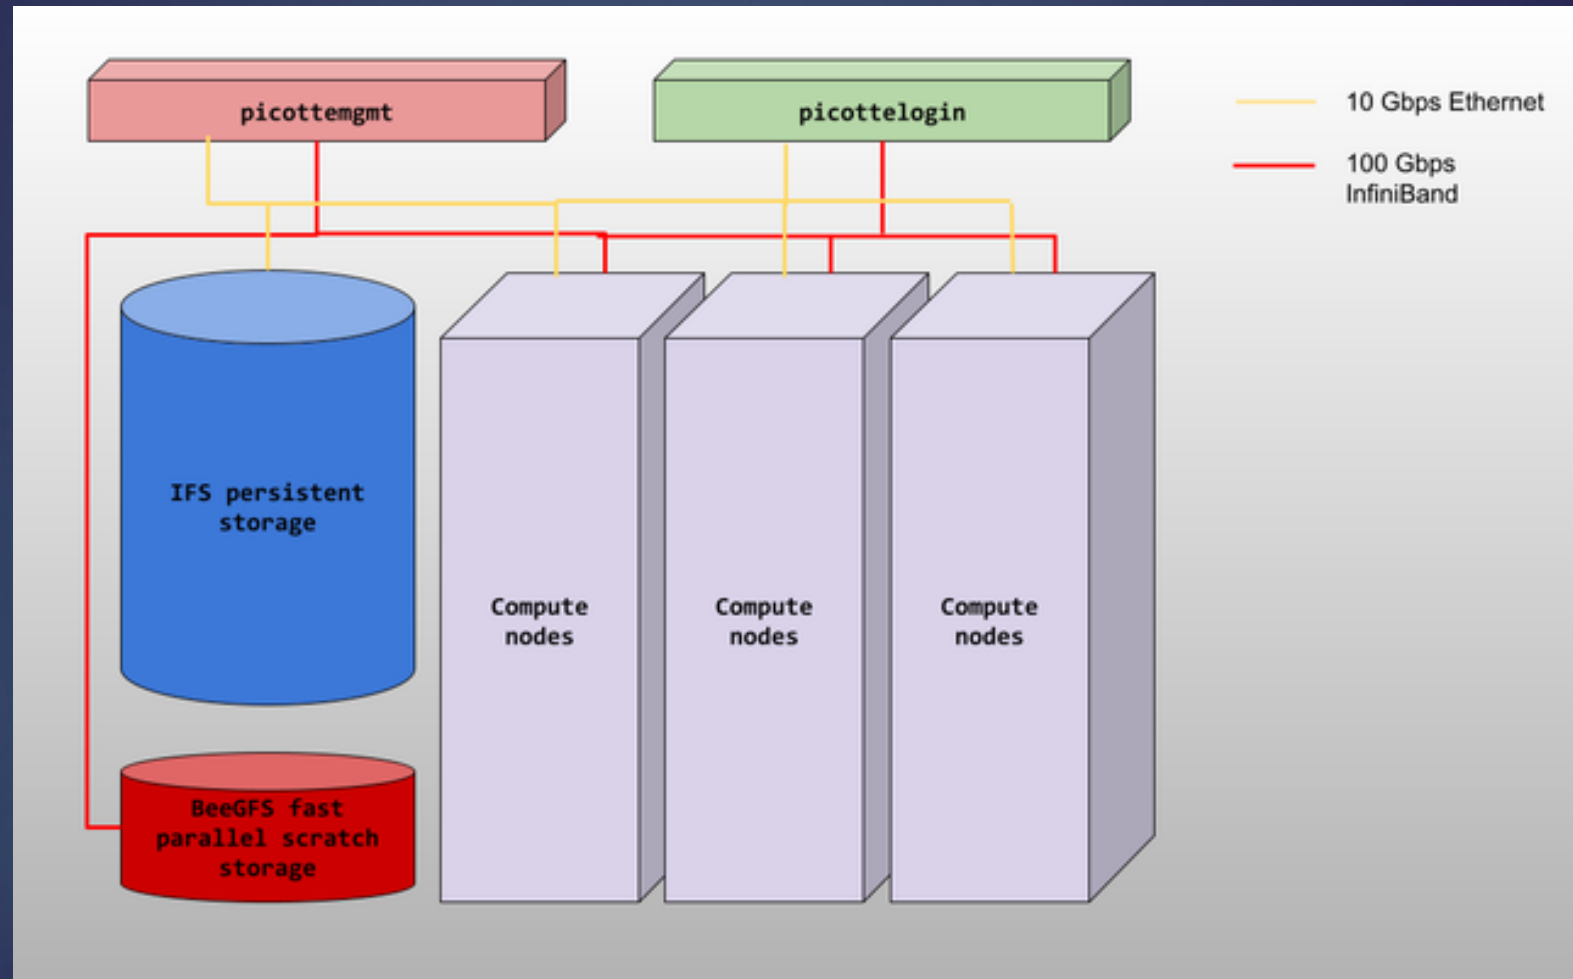 picottemgmt
picottelogin
10 Gbps Ethernet
100 Gbps
InfiniBand
IFS persistent
storage
Compute
nodes
Compute
nodes
Compute
nodes
BeeGFS fast
parallel scratch
storage